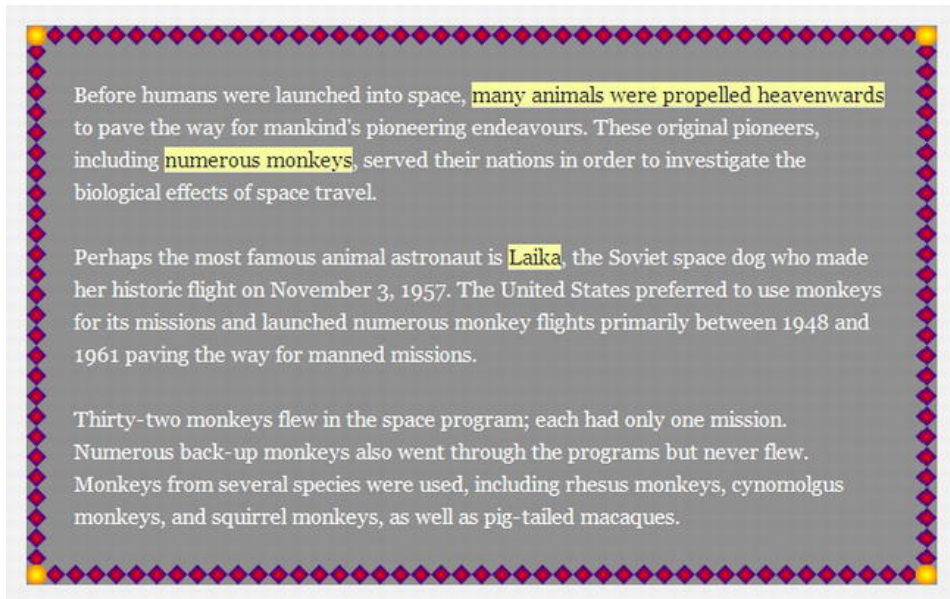 Before humans were launched into space, many animals were propelled heavenwards
to pave the way for mankind's pioneering endeavours. These original pioneers,
including numerous monkeys, served their nations in order to investigate the
biological effects of space travel.
Perhaps the most famous animal astronaut is Laika, the Soviet space dog who made
her historic flight on November 3, 1957. The United States preferred to use monkeys
for its missions and launched numerous monkey flights primarily between 1948 and
1961 paving the way for manned missions.
Thirty-two monkeys flew in the space program; each had only one mission.
Numerous back-up monkeys also went through the programs but never flew.
Monkeys from several species were used, including rhesus monkeys, cynomolgus
monkeys, and squirrel monkeys, as well as pig-tailed macaques.